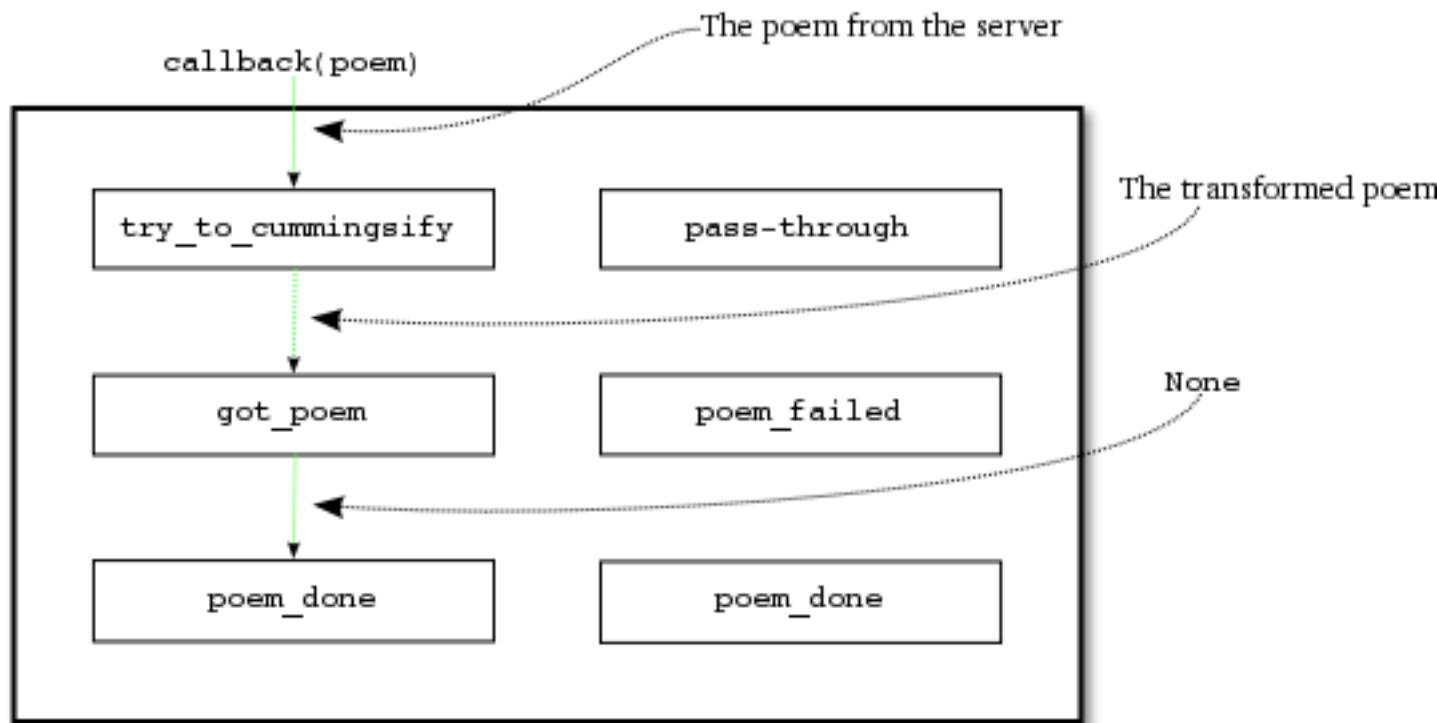 The poem from the server
callback(poem)
The transformed poem
try_to_cummingsify
pass-through
None
got_poem
poem_failed
poem_done
poem_done